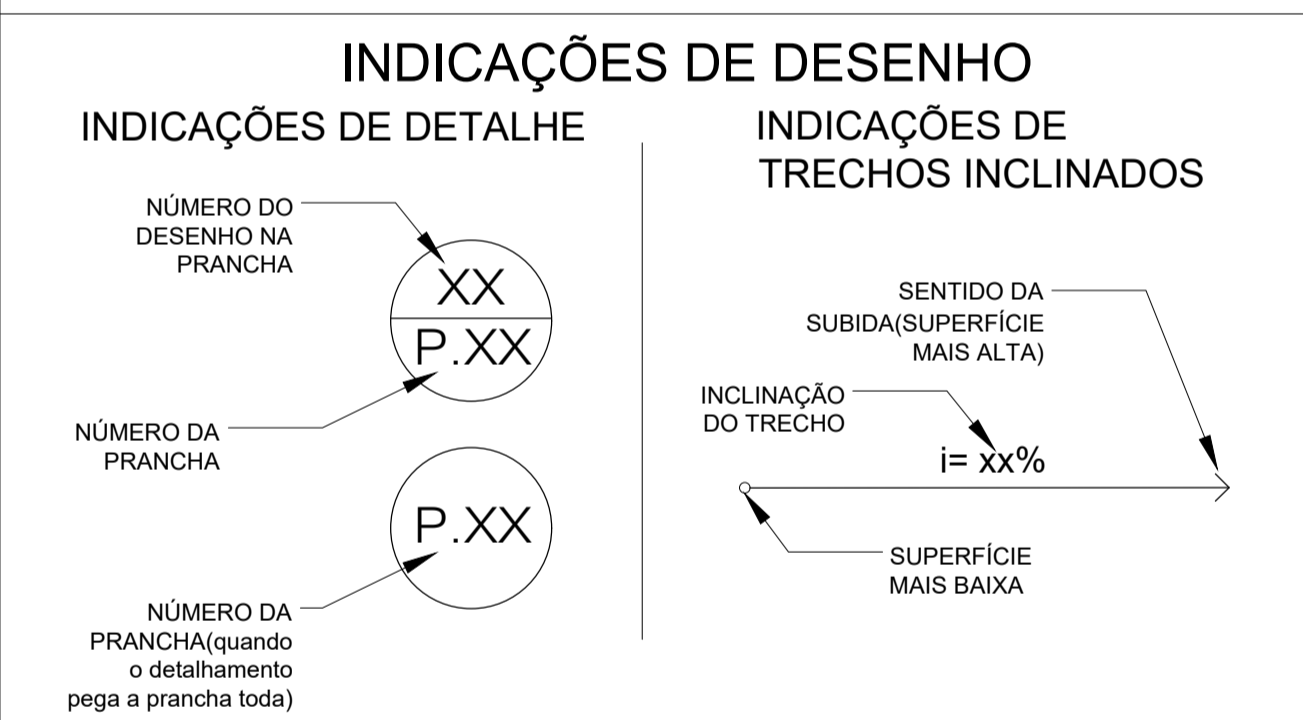 INDICAÇÕES DE DESENHO
INDICAÇÕES DE DETALHE
NÚMERO DO
DESENHO NA
PRANCHA
XX
P.XX
NÚMERO DA
PRANCHA
P.XX
NÚMERO DA
PRANCHA(quando
o detalhamento
pega a prancha toda)
INDICAÇÕES DE
TRECHOS INCLINADOS
SENTIDO DA
SUBIDA(SUPERFÍCIE
MAIS ALTA)
INCLINAÇÃO
DO TRECHO
i= xx%
SUPERFÍCIE
MAIS BAIXA